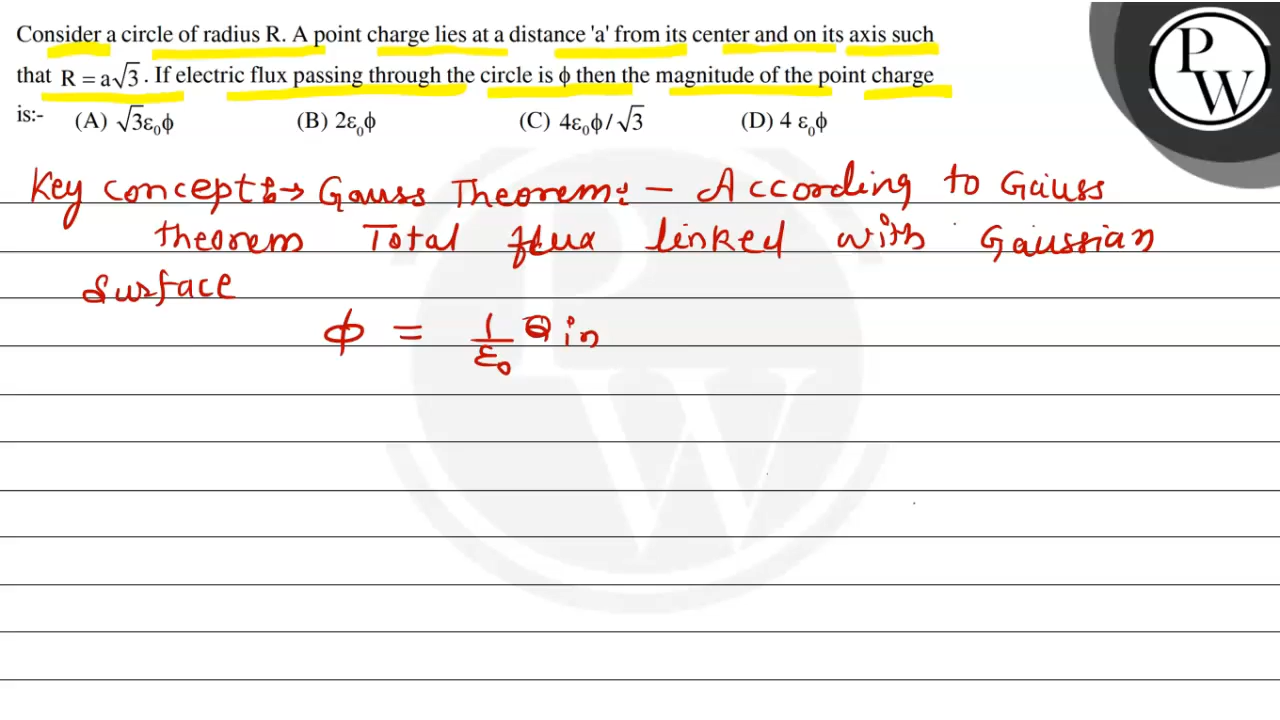 Consider a circle of radius R. A point charge lies at a distance 'a' from its center and on its axis such
that R = a√3. If electric flux passing through the circle is ϕ then the magnitude of the point charge
is:- (A) √3ε₀ϕ (B) 2ε₀ϕ (C) 4ε₀ϕ/√3 (D) 4 ε₀ϕ
Key concept:→ Gauss Theorem:- According to Gauss
theorem Total flux linked with Gaussian
Surface
ϕ = 1/ε₀ Qin
P
W